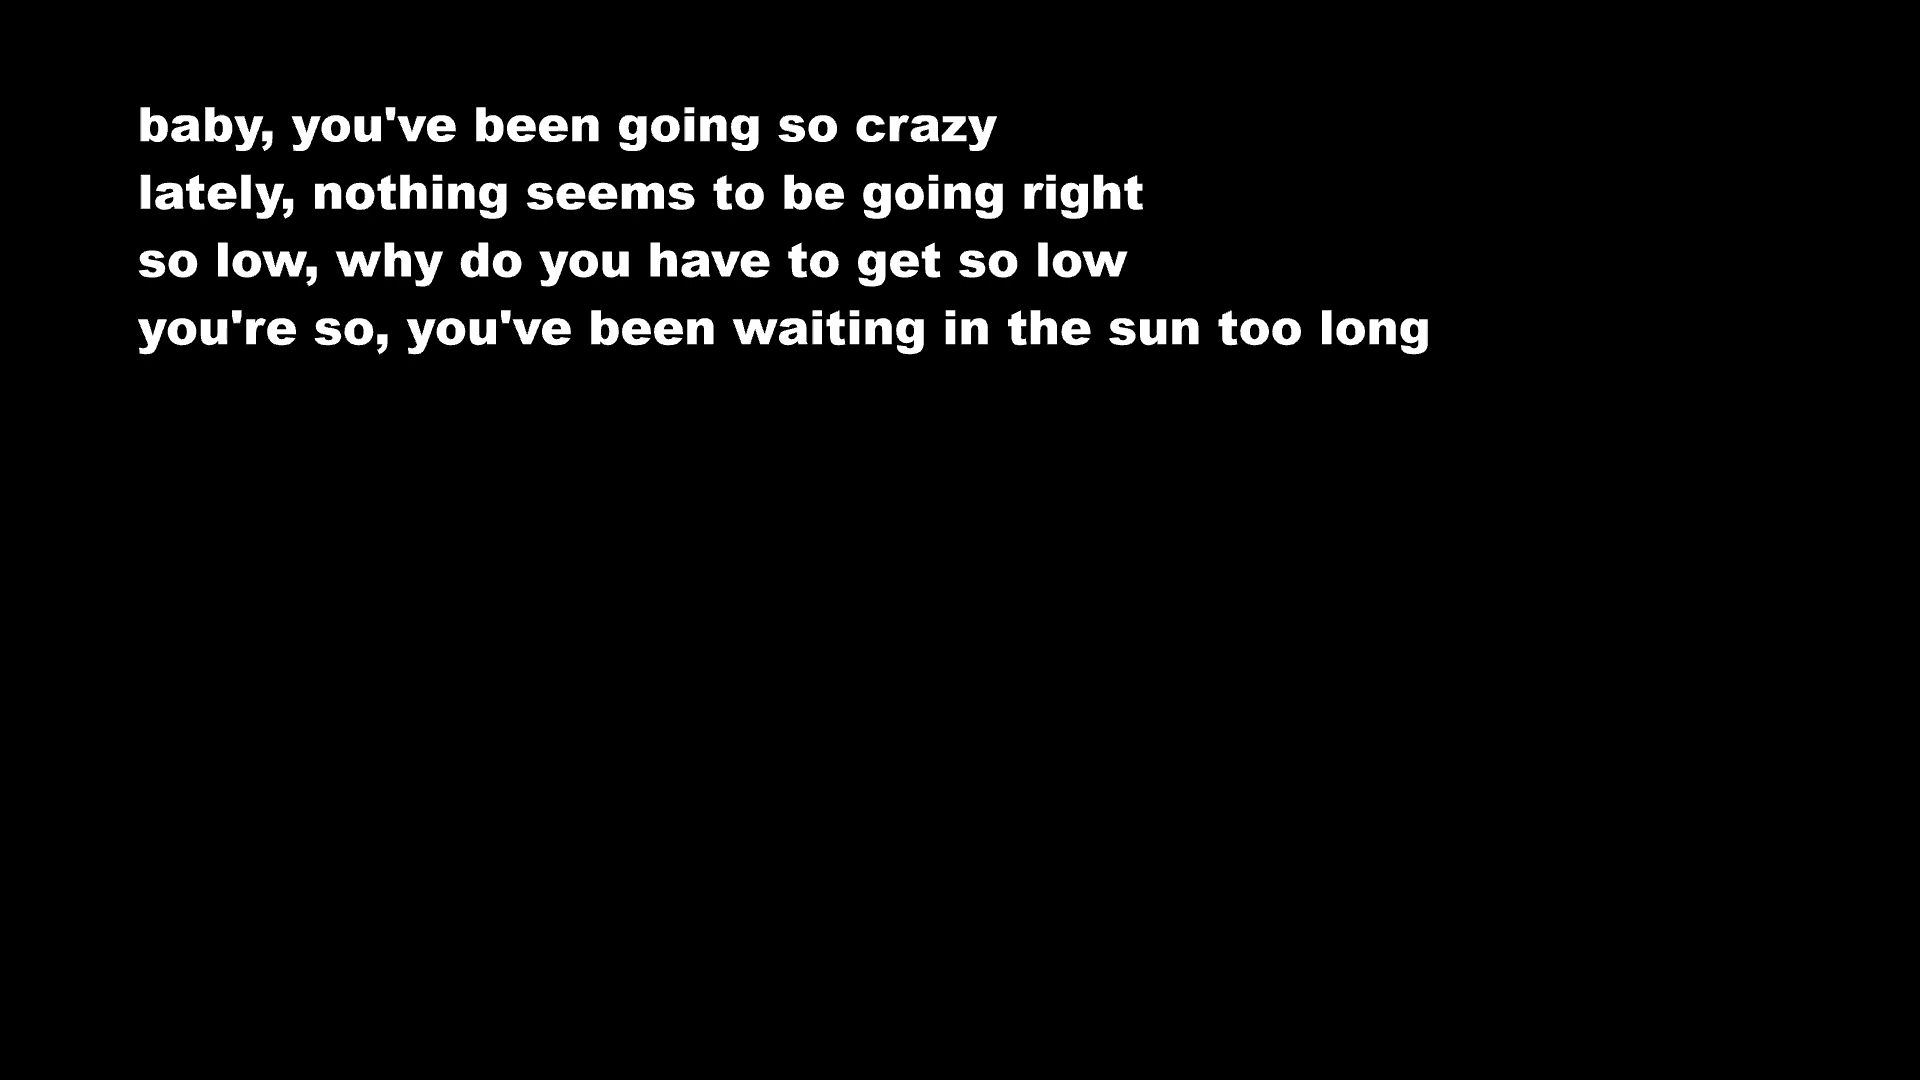 baby, you've been going so crazy
lately, nothing seems to be going right
so low, why do you have to get so low
you're so, you've been waiting in the sun too long